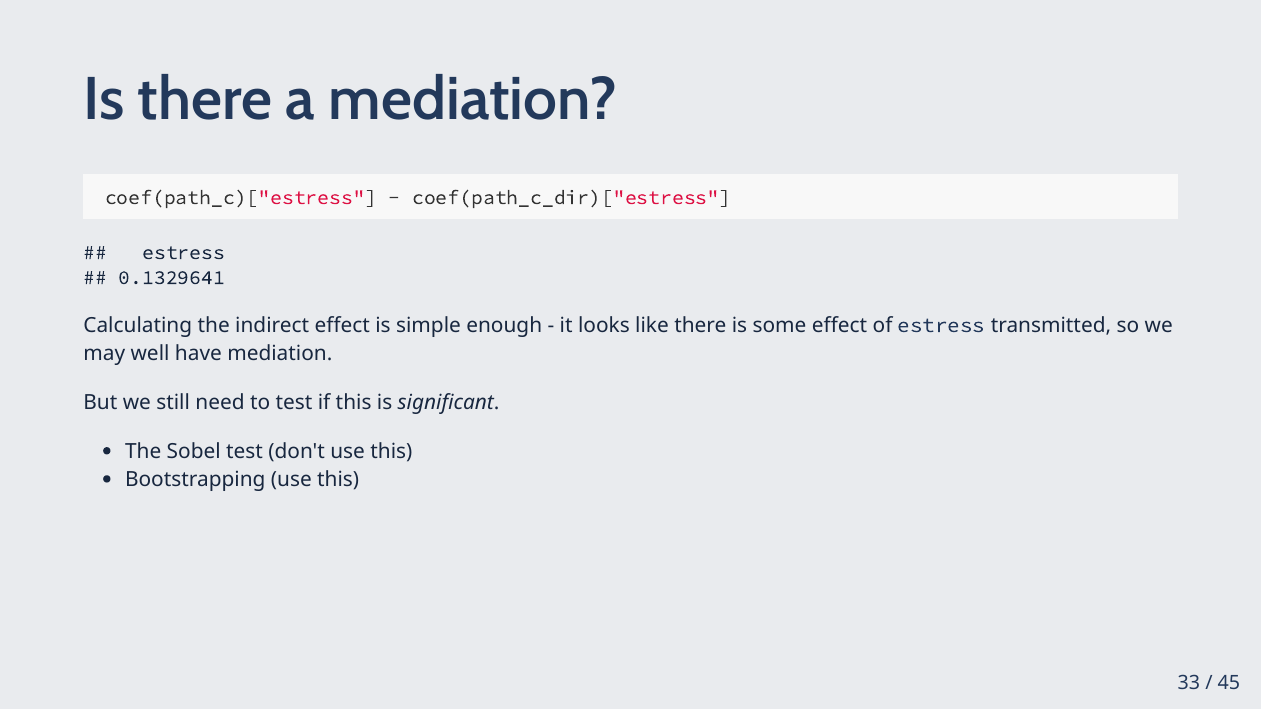 Is there a mediation?
coef(path_c)["estress"] - coef(path_c_dir)["estress"]
##   estress
## 0.1329641
Calculating the indirect effect is simple enough - it looks like there is some effect of estress transmitted, so we
may well have mediation.
But we still need to test if this is significant.
• The Sobel test (don't use this)
• Bootstrapping (use this)
33 / 45